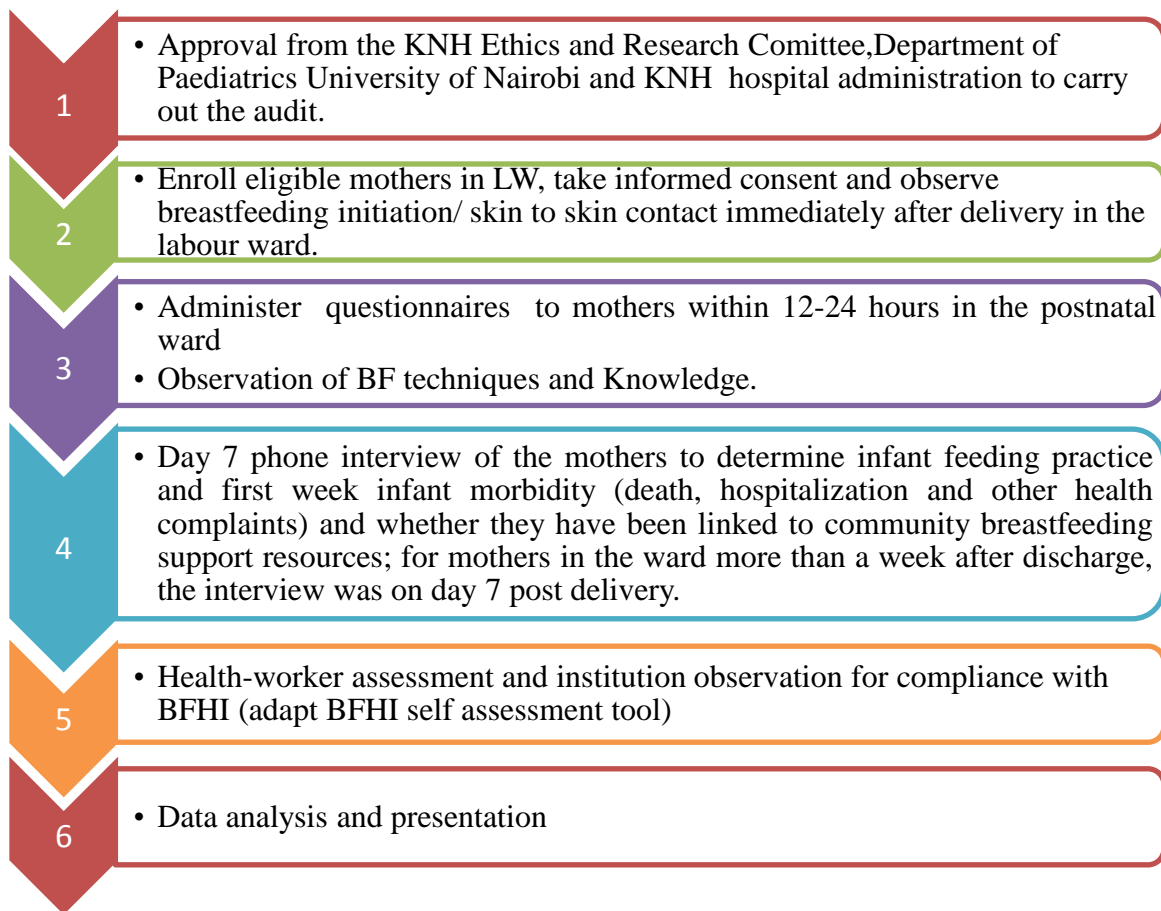 1
• Approval from the KNH Ethics and Research Comittee,Department of
Paediatrics University of Nairobi and KNH hospital administration to carry
out the audit.
2
• Enroll eligible mothers in LW, take informed consent and observe
breastfeeding initiation/ skin to skin contact immediately after delivery in the
labour ward.
3
• Administer questionnaires to mothers within 12-24 hours in the postnatal
ward
• Observation of BF techniques and Knowledge.
4
• Day 7 phone interview of the mothers to determine infant feeding practice
and first week infant morbidity (death, hospitalization and other health
complaints) and whether they have been linked to community breastfeeding
support resources; for mothers in the ward more than a week after discharge,
the interview was on day 7 post delivery.
5
• Health-worker assessment and institution observation for compliance with
BFHI (adapt BFHI self assessment tool)
6
• Data analysis and presentation